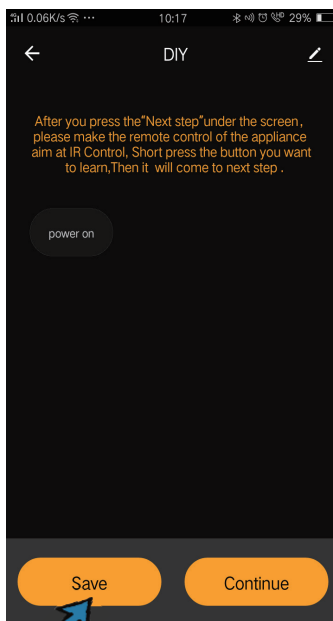 0.06K/s ... 10:17 29%
DIY
After you press the"Next step"under the screen,
please make the remote control of the appliance
aim at IR Control, Short press the button you want
to learn,Then it will come to next step .
power on
Save Continue